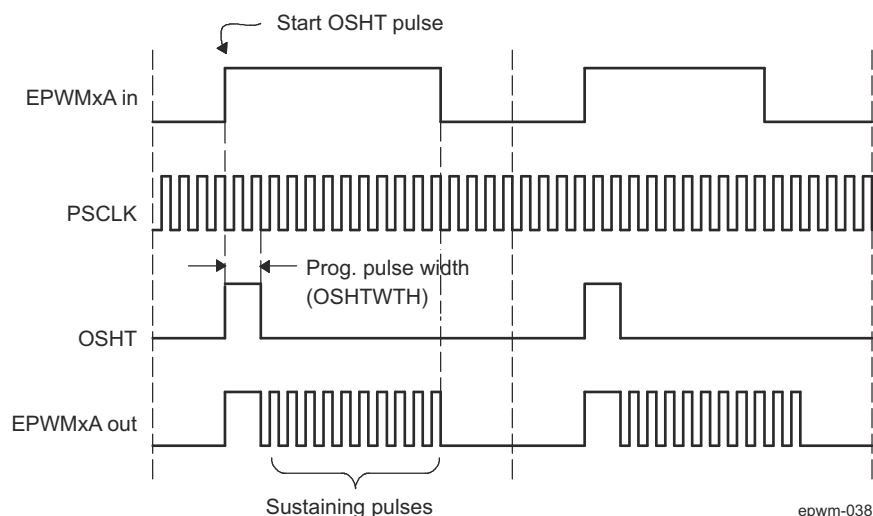 Start OSHT pulse
EPWMxA in
PSCLK
Prog. pulse width
(OSHTWTH)
OSHT
EPWMxA out
Sustaining pulses
epwm-038